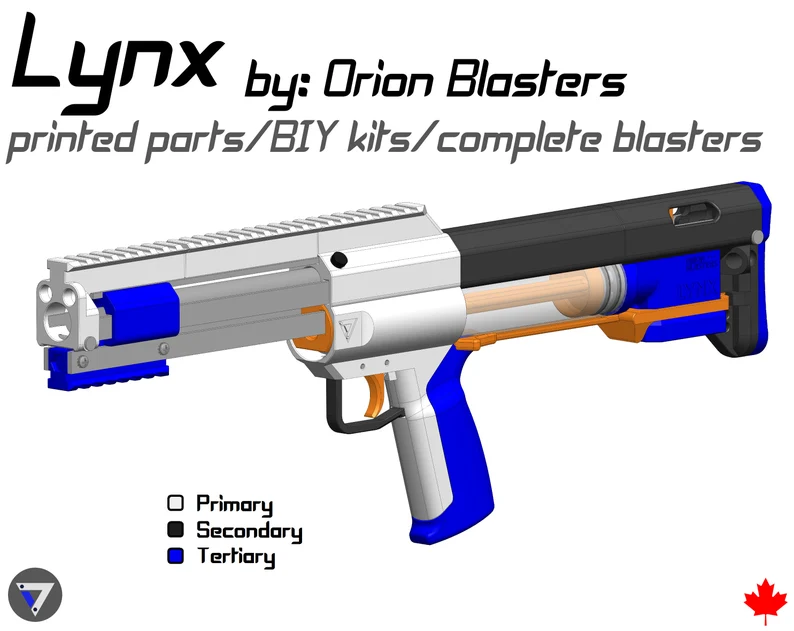 Lynx by: Orion Blasters
printed parts/BIY kits/complete blasters
Primary
Secondary
Tertiary